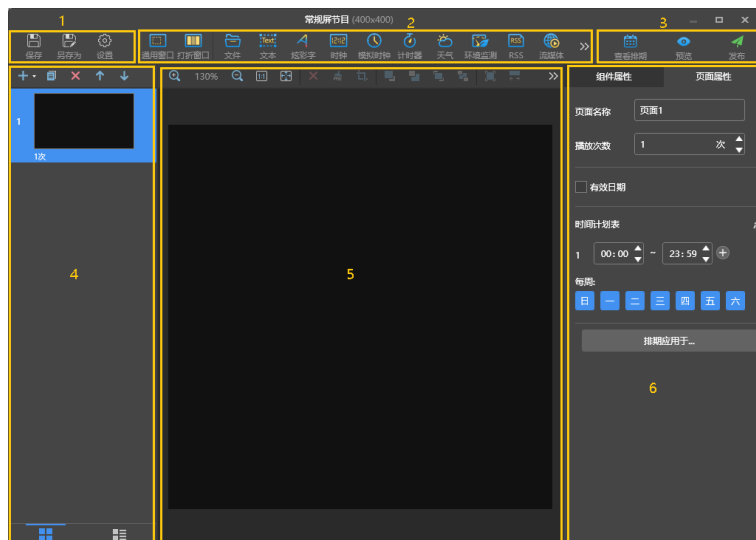 常规屏节目 (400x400)
1
2
3
保存 另存为 设置
通用窗口 打折窗口 文件 文本 炫彩字 时钟 模拟时钟 计时器 天气 环境监测 RSS 流媒体
Text 12:12 RSS
查看排期 预览 发布
130% 1:1
组件属性 页面属性
1
1次
页面名称 页面1
播放次数 1 次
有效日期
时间计划表
1 00:00 ~ 23:59
每周:
日 一 二 三 四 五 六
排期应用于...
4
5
6